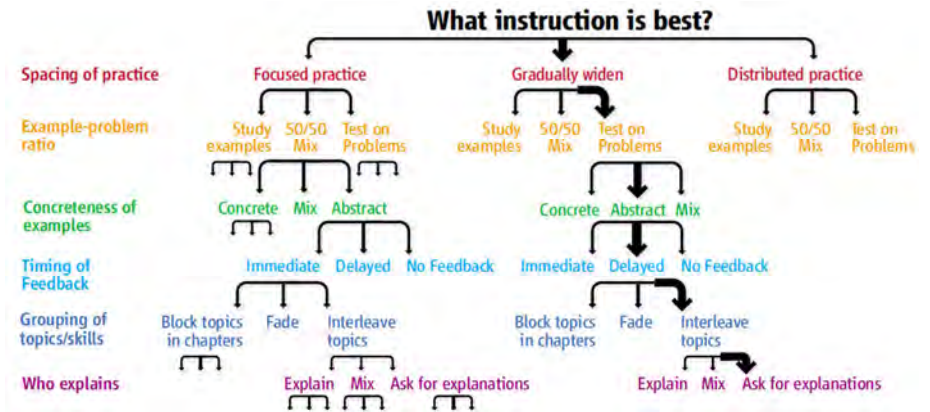 What instruction is best?
Spacing of practice Focused practice Gradually widen Distributed practice
Example-problem Study 50/50 Test on Study 50/50 Test on Study 50/50 Test on
ratio examples Mix Problems examples Mix Problems examples Mix Problems
Concreteness of Concrete Mix Abstract Concrete Abstract Mix
examples
Timing of Immediate Delayed No Feedback Immediate Delayed No Feedback
Feedback
Grouping of Block topics Fade Interleave Block topics Fade Interleave
topics/skills in chapters topics in chapters topics
Who explains Explain Mix Ask for explanations Explain Mix Ask for explanations